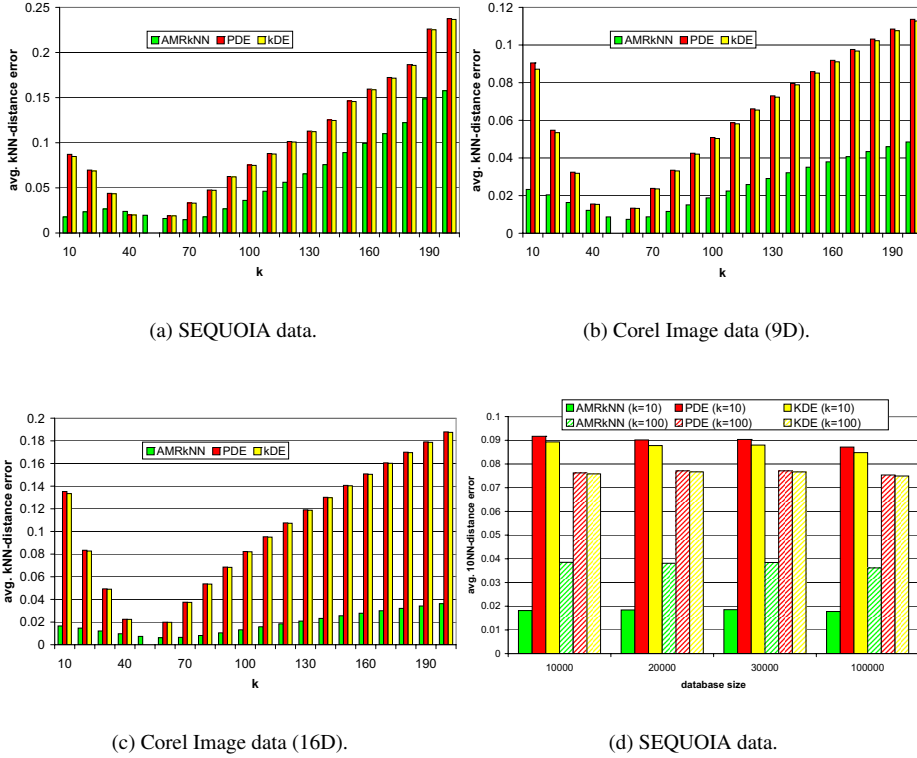 0.25
0.2
0.15
0.1
0.05
0
avg. kNN-distance error
AMRkNN PDE kDE
10 40 70 100 130 160 190
k
(a) SEQUOIA data.
0.12
0.1
0.08
0.06
0.04
0.02
0
avg. kNN-distance error
AMRkNN PDE kDE
10 40 70 100 130 160 190
k
(b) Corel Image data (9D).
0.2
0.18
0.16
0.14
0.12
0.1
0.08
0.06
0.04
0.02
0
avg. kNN-distance error
AMRkNN PDE kDE
10 40 70 100 130 160 190
k
(c) Corel Image data (16D).
AMRkNN (k=10) PDE (k=10) KDE (k=10)
AMRkNN (k=100) PDE (k=100) KDE (k=100)
0.1
0.09
0.08
0.07
0.06
0.05
0.04
0.03
0.02
0.01
0
avg. 10NN-distance error
10000 20000 30000 100000
database size
(d) SEQUOIA data.